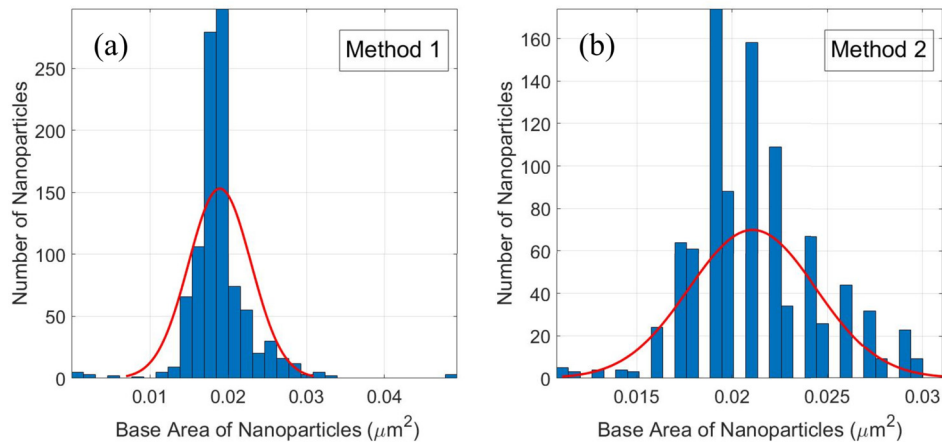 (a)
Method 1
Number of Nanoparticles
250
200
150
100
50
0
0.01 0.02 0.03 0.04
Base Area of Nanoparticles (μm²)
(b)
Method 2
Number of Nanoparticles
160
140
120
100
80
60
40
20
0
0.015 0.02 0.025 0.03
Base Area of Nanoparticles (μm²)